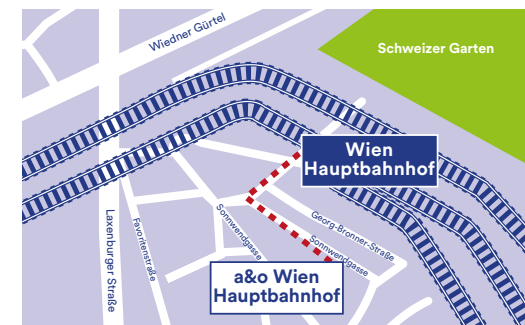 Wiedner Gürtel
Schweizer Garten
Wien
Hauptbahnhof
Laxenburger Straße
Favoritenstraße
Sonnwendgasse
Georg-Bronner-Straße
Sonnwendgasse
a&o Wien
Hauptbahnhof